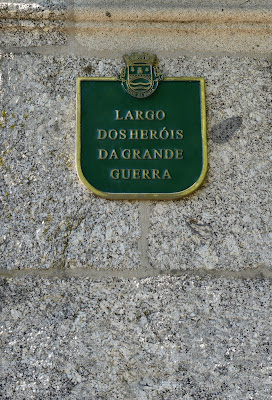 LARGO
DOS HERÓIS
DA GRANDE
GUERRA